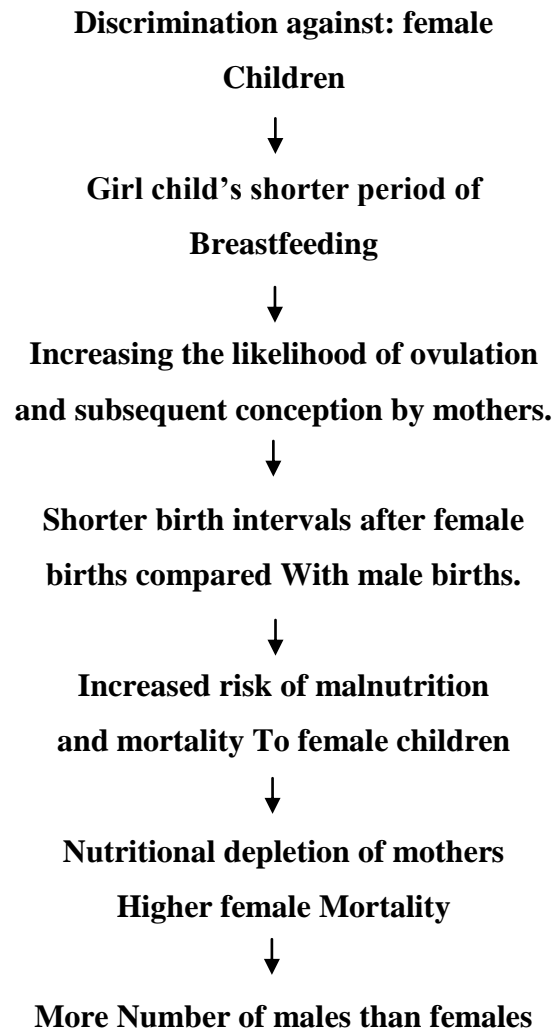 Discrimination against: female
Children
Girl child’s shorter period of
Breastfeeding
Increasing the likelihood of ovulation
and subsequent conception by mothers.
Shorter birth intervals after female
births compared With male births.
Increased risk of malnutrition
and mortality To female children
Nutritional depletion of mothers
Higher female Mortality
More Number of males than females